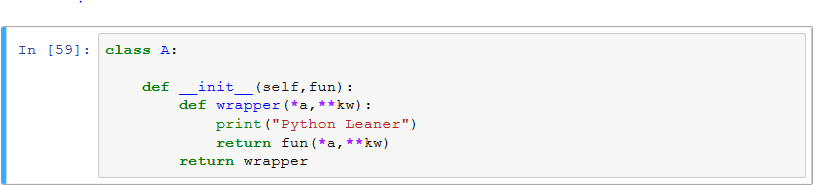 In [59]: class A:
def __init__(self,fun):
def wrapper(*a,**kw):
print("Python Leaner")
return fun(*a,**kw)
return wrapper